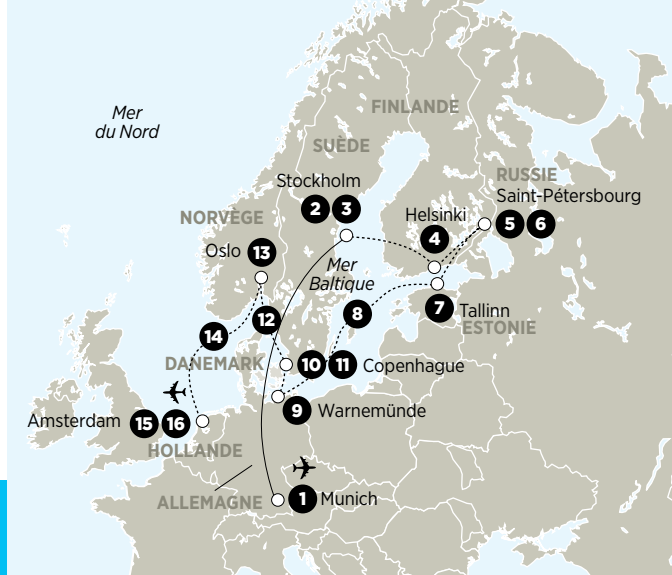 Mer
du Nord
FINLANDE
SUÈDE
RUSSIE
Stockholm
2 3
Saint-Pétersbourg
5 6
NORVÈGE
Helsinki
4
Oslo 13
Mer
Baltique
7 Tallinn
ESTONIE
8
12
14
DANEMARK
10 11 Copenhague
9 Warnemünde
Amsterdam 15 16
HOLLANDE
ALLEMAGNE
1 Munich